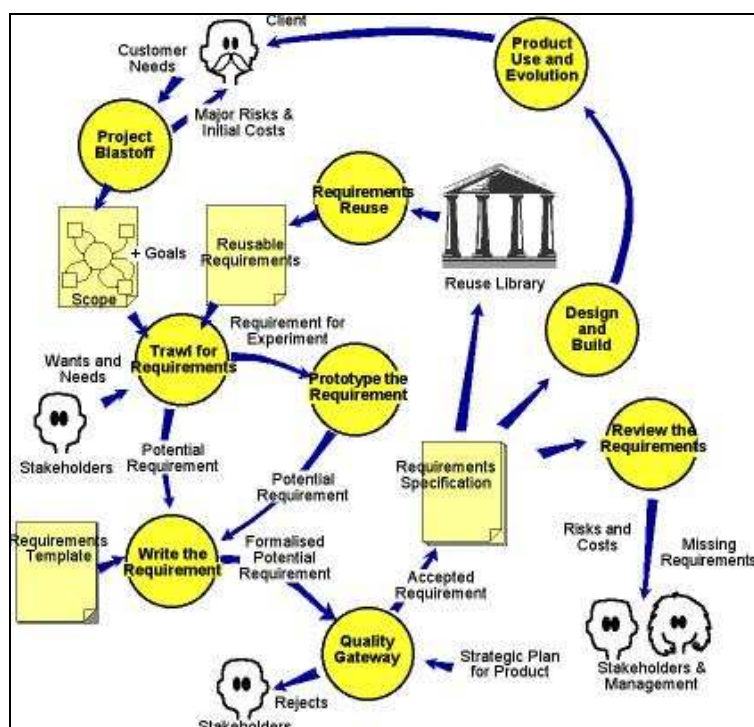 Client
Product
Use and
Evolution
Customer
Needs
Major Risks &
Initial Costs
Project
Blastoff
Requirements
Reuse
+ Goals
Scope
Reusable
Requirements
Reuse Library
Design
and
Build
Requirement for
Experiment
Trawl for
Requirements
Wants and
Needs
Prototype the
Requirement
Stakeholders
Potential
Requirement
Potential
Requirement
Requirements
Specification
Review the
Requirements
Requirements
Template
Write the
Requirement
Formalised
Potential
Requirement
Accepted
Requirement
Risks and
Costs
Missing
Requirements
Quality
Gateway
Strategic Plan
for Product
Rejects
Stakeholders
Stakeholders &
Management